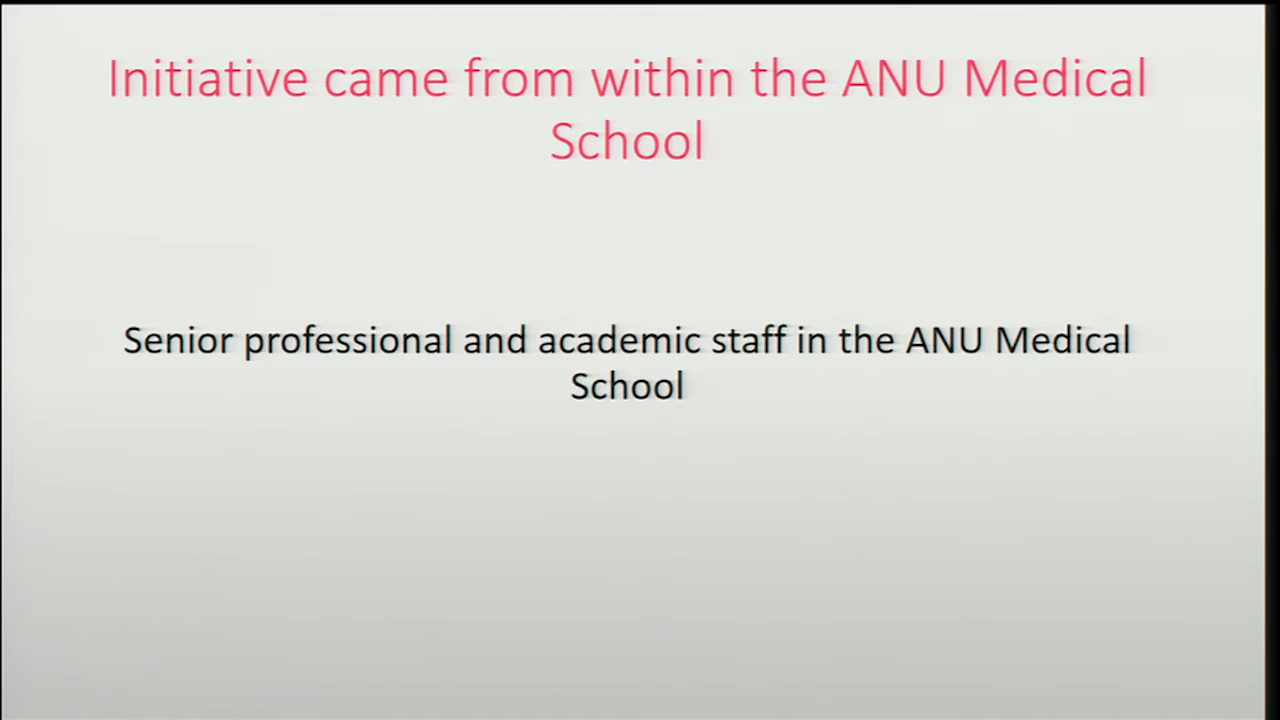 Initiative came from within the ANU Medical
School
Senior professional and academic staff in the ANU Medical
School